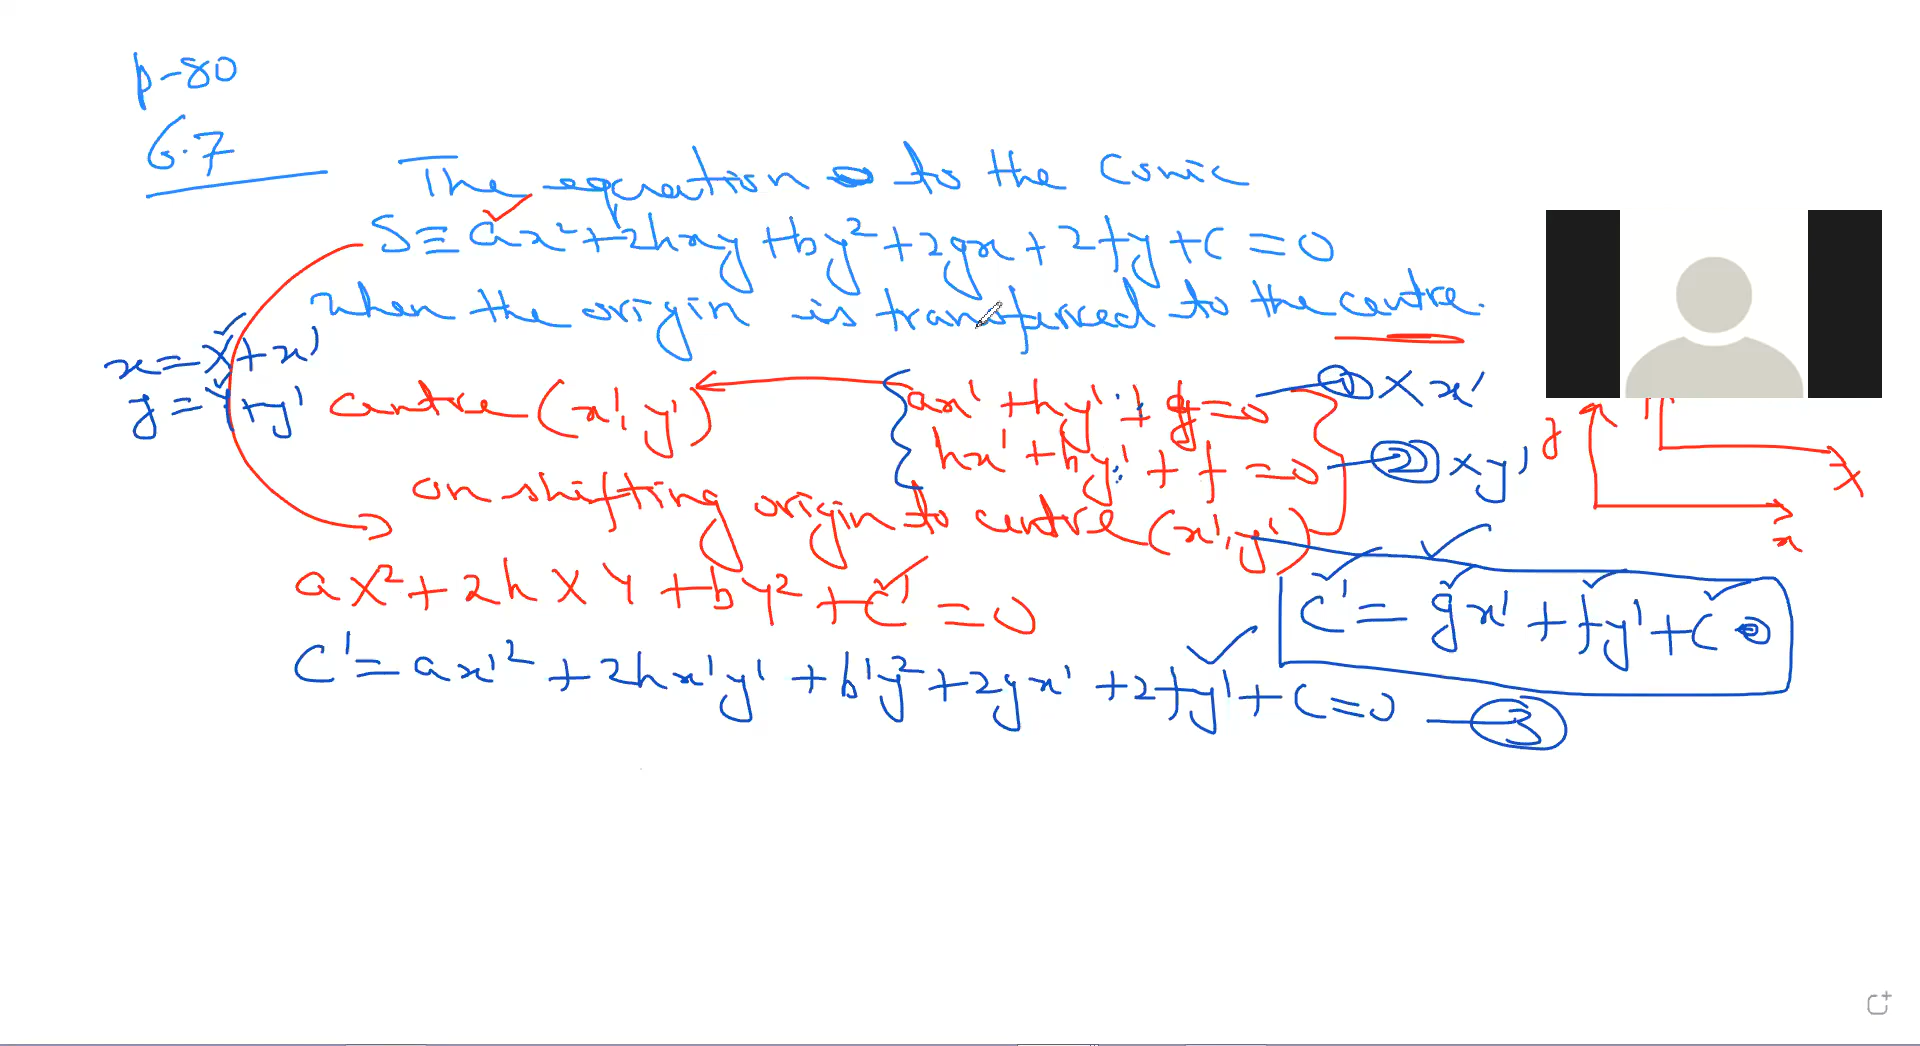 p-80
6.7
The equation to the conic
S ≡ ax² + 2hxy + by² + 2gx + 2fy + c = 0
when the origin is transferred to the centre.
x = X + x'
y = Y + y'
centre (x', y')
ax' + hy' + g = 0 — ① × x'
hx' + by' + f = 0 — ② × y'
on shifting origin to centre (x', y')
y
x
X
aX² + 2hXY + bY² + c' = 0
c' = gx' + fy' + c
c' = ax'² + 2hx'y' + b'y² + 2gx' + 2fy' + c = 0 — ③